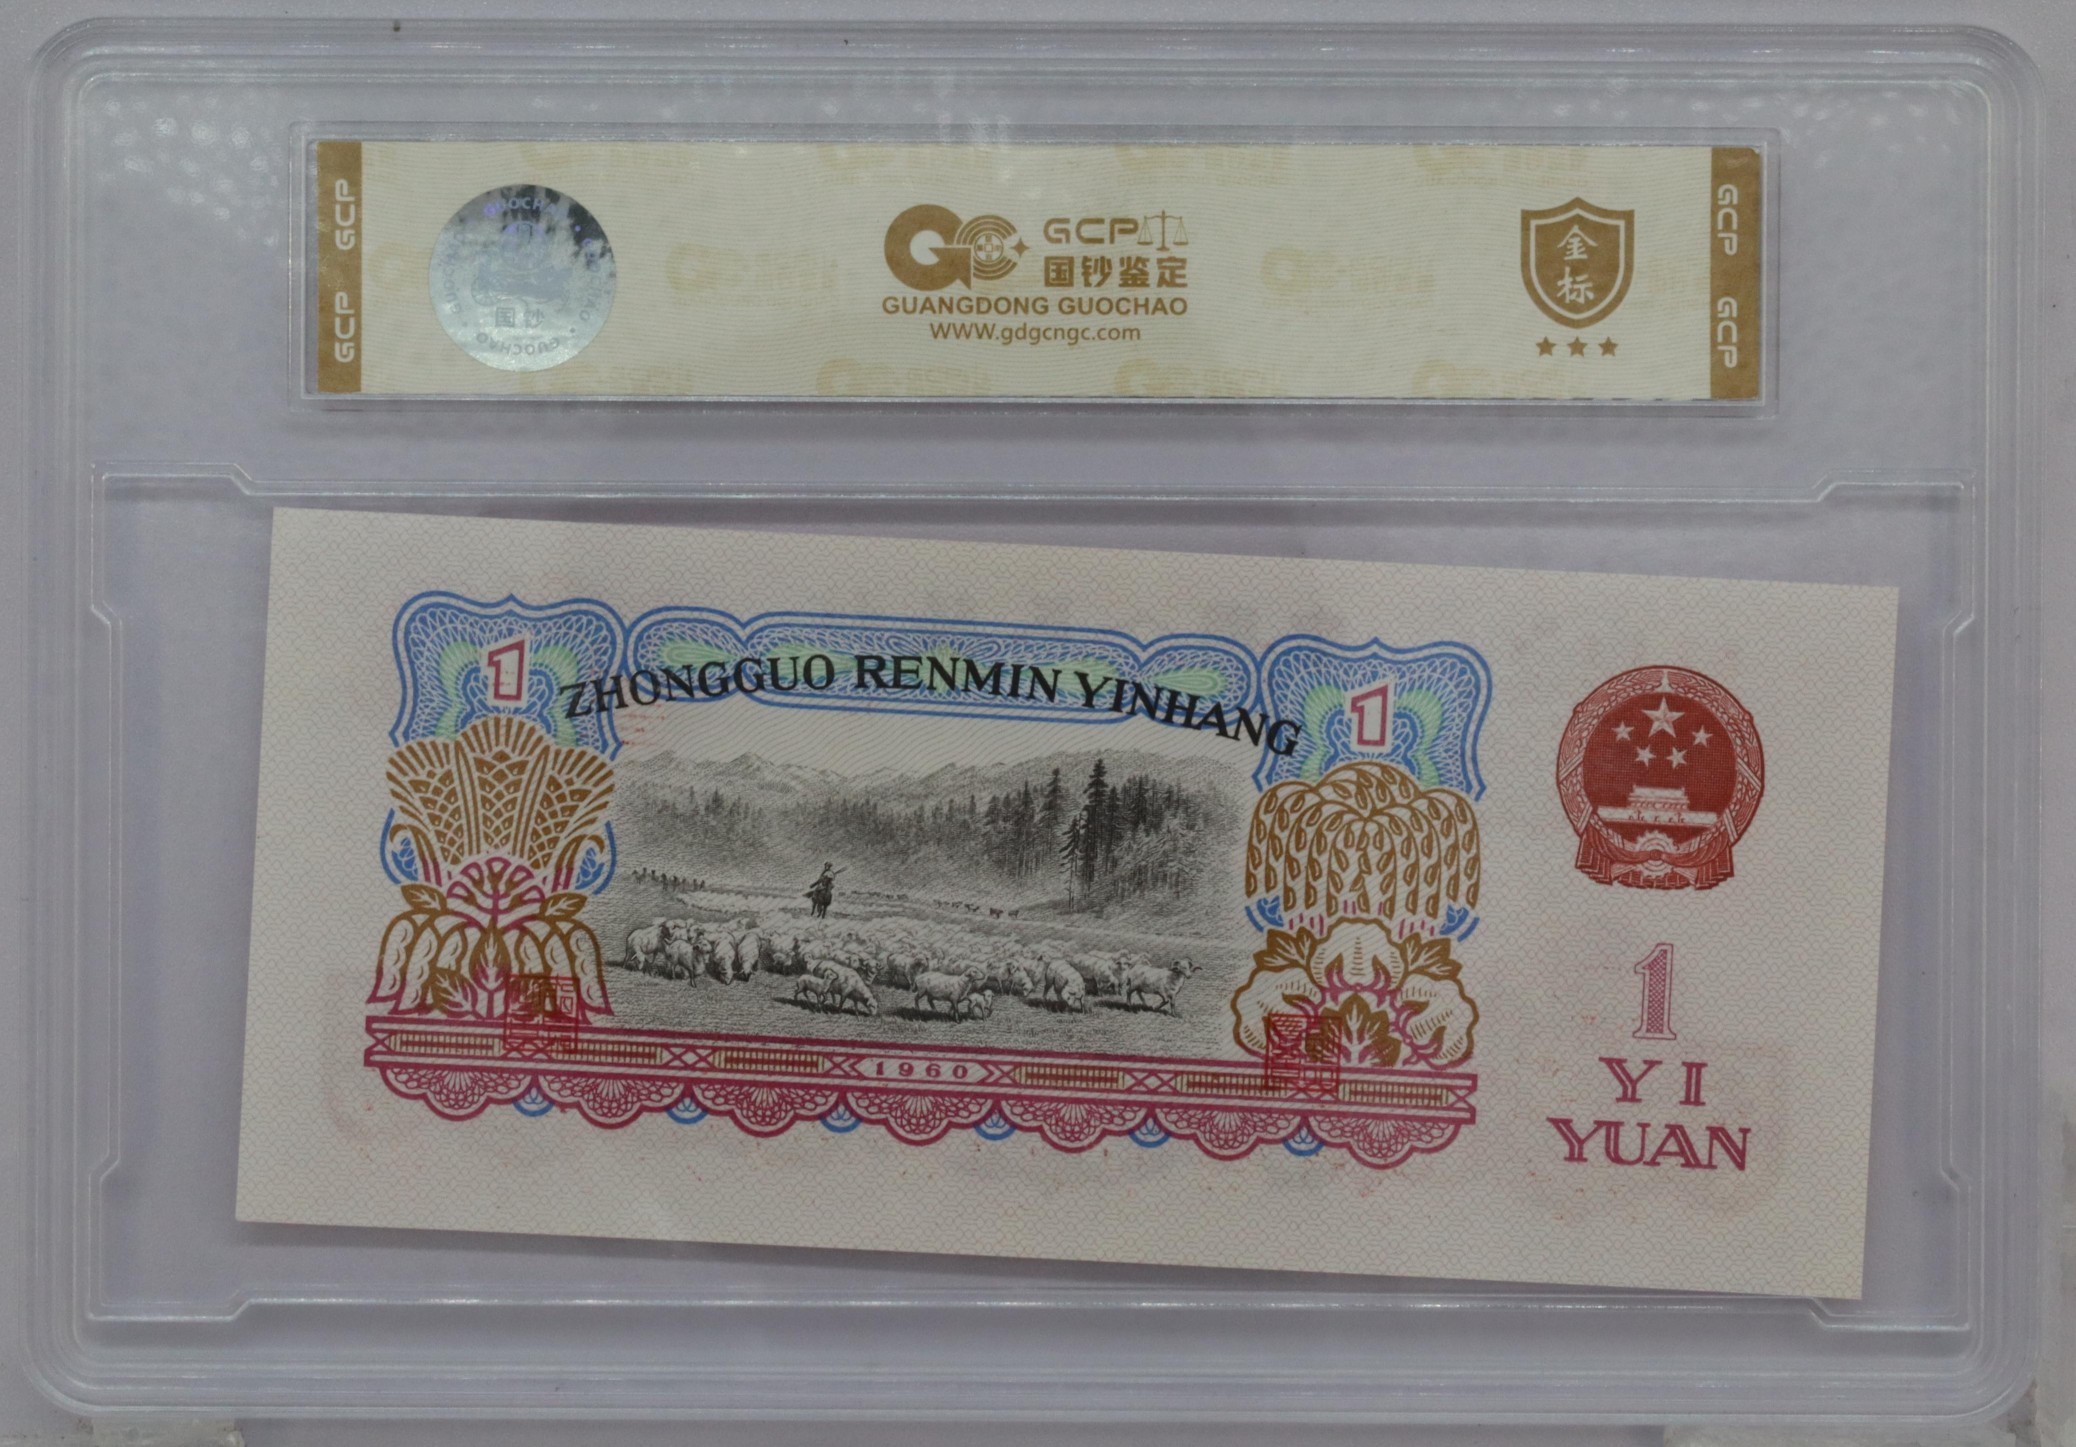 GCP GCP
GUOCHAO
国钞
GUOCHAO
GCP
国钞鉴定
GUANGDONG GUOCHAO
WWW.gdgcngc.com
金
标
GCP GCP
1
ZHONGGUO RENMIN YINHANG
1
1960
1
YI
YUAN